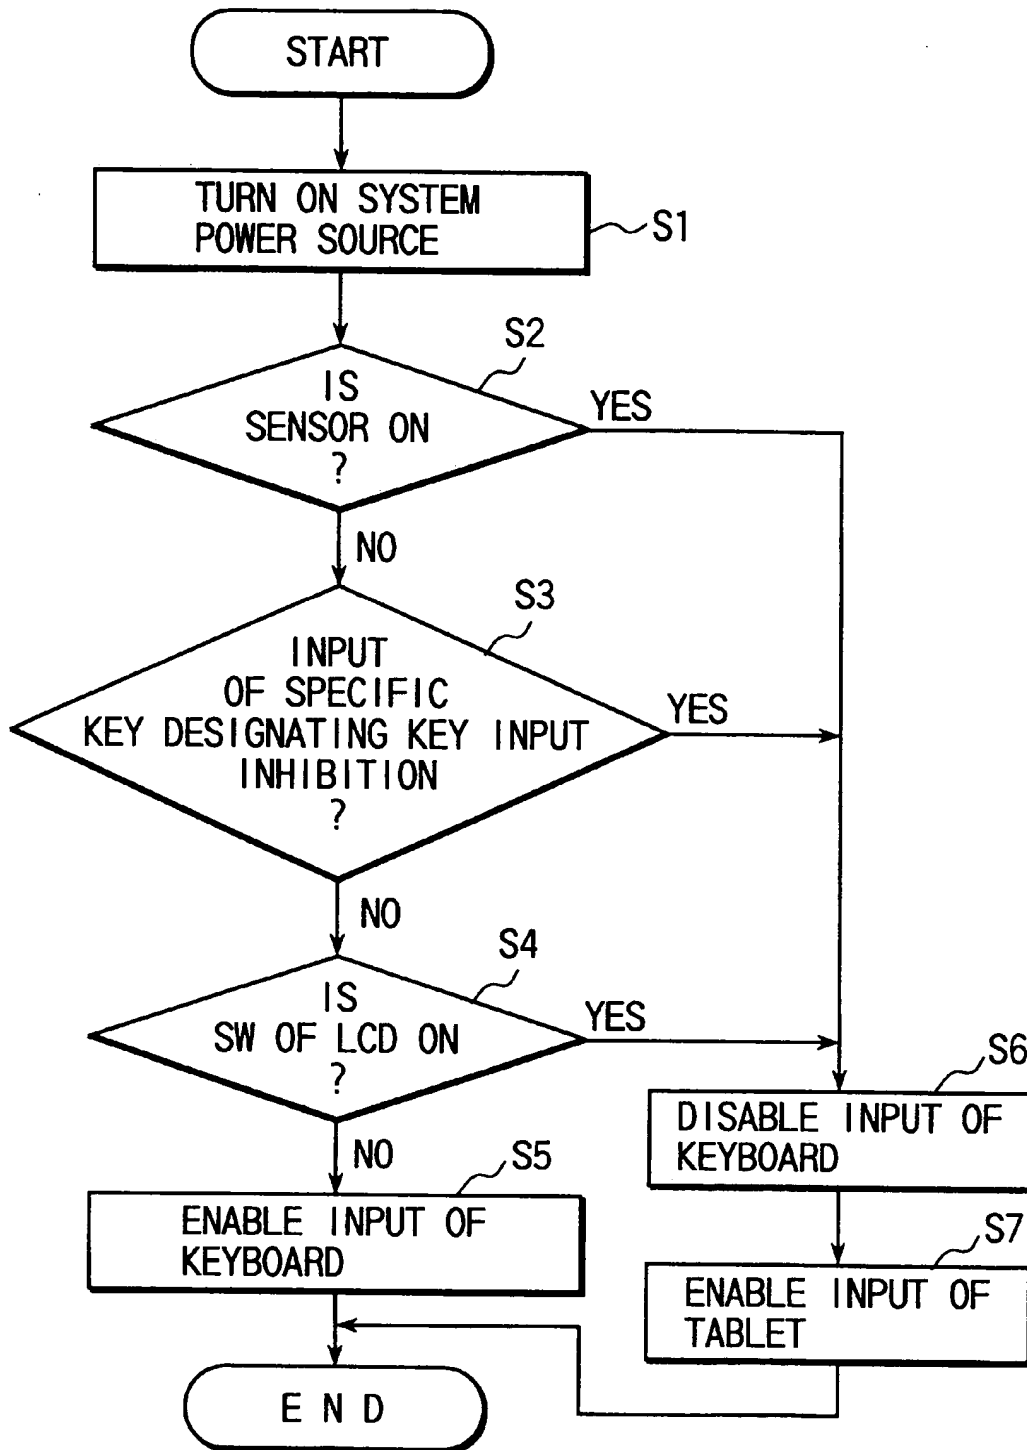 START
TURN ON SYSTEM
POWER SOURCE
S1
S2
IS
SENSOR ON
?
YES
NO
S3
INPUT
OF SPECIFIC
KEY DESIGNATING KEY INPUT
INHIBITION
?
YES
NO
S4
IS
SW OF LCD ON
?
YES
NO
S5
ENABLE INPUT OF
KEYBOARD
S6
DISABLE INPUT OF
KEYBOARD
S7
ENABLE INPUT OF
TABLET
END